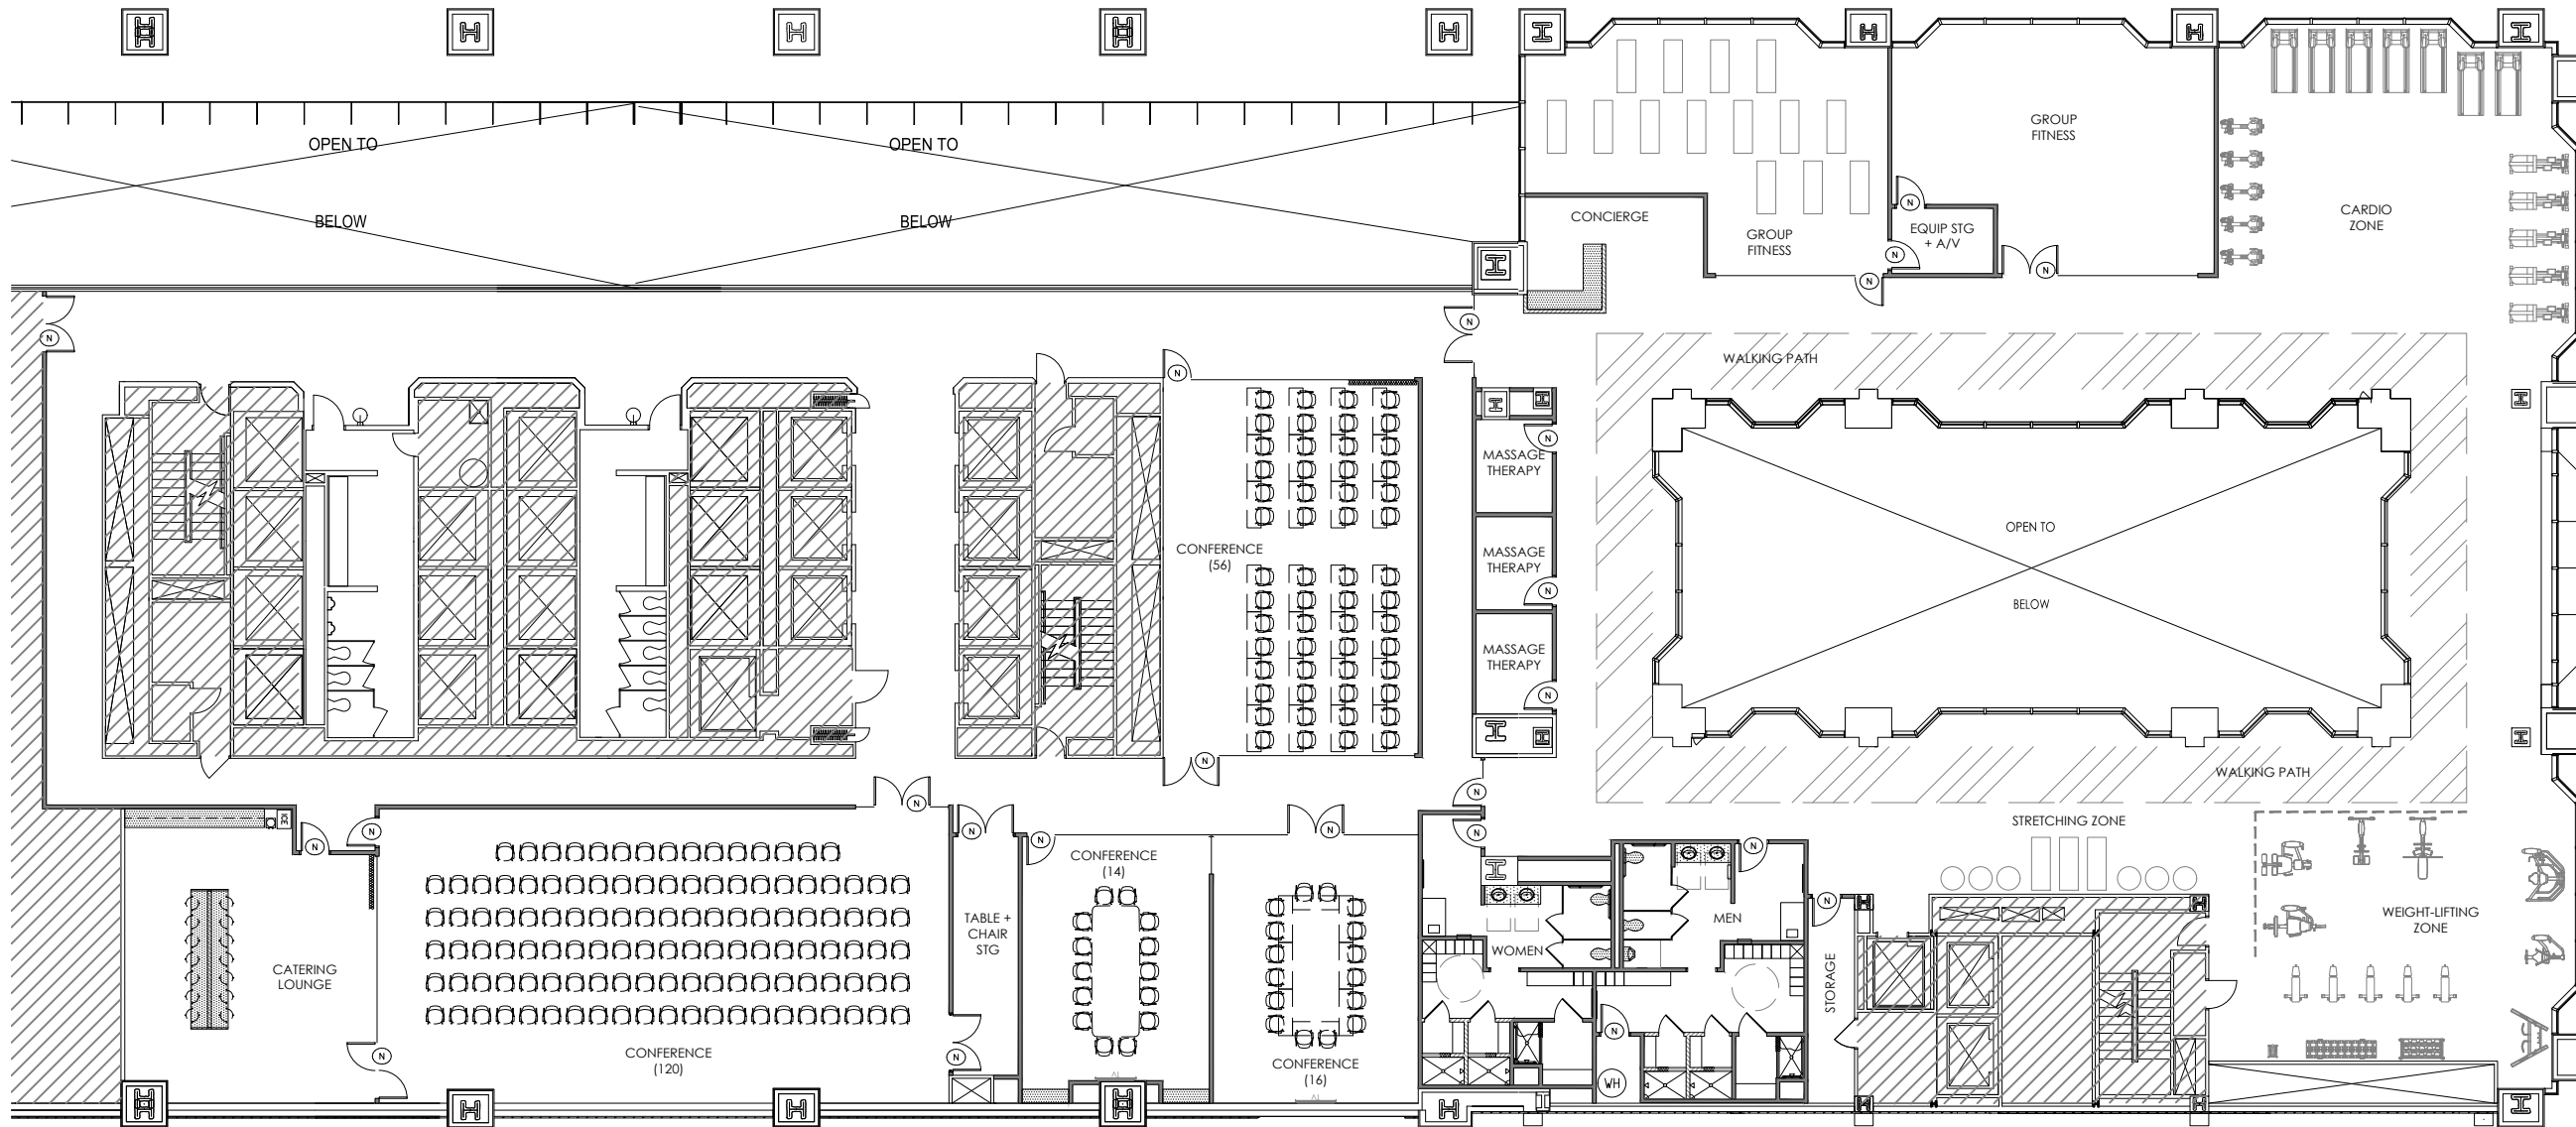 OPEN TO
BELOW
OPEN TO
BELOW
CONCIERGE
GROUP
FITNESS
N
EQUIP STG
+ A/V
N
N
GROUP
FITNESS
N
CARDIO
ZONE
N
N
N
WALKING PATH
CONFERENCE
(56)
N
MASSAGE
THERAPY
N
MASSAGE
THERAPY
N
MASSAGE
THERAPY
N
OPEN TO
BELOW
WALKING PATH
N
N
N
ICE
N
N
CATERING
LOUNGE
N
CONFERENCE
(120)
N
TABLE +
CHAIR
STG
N
N
CONFERENCE
(14)
N
CONFERENCE
(16)
N
WOMEN
MEN
N
N
WH
N
STORAGE
STRETCHING ZONE
WEIGHT-LIFTING
ZONE